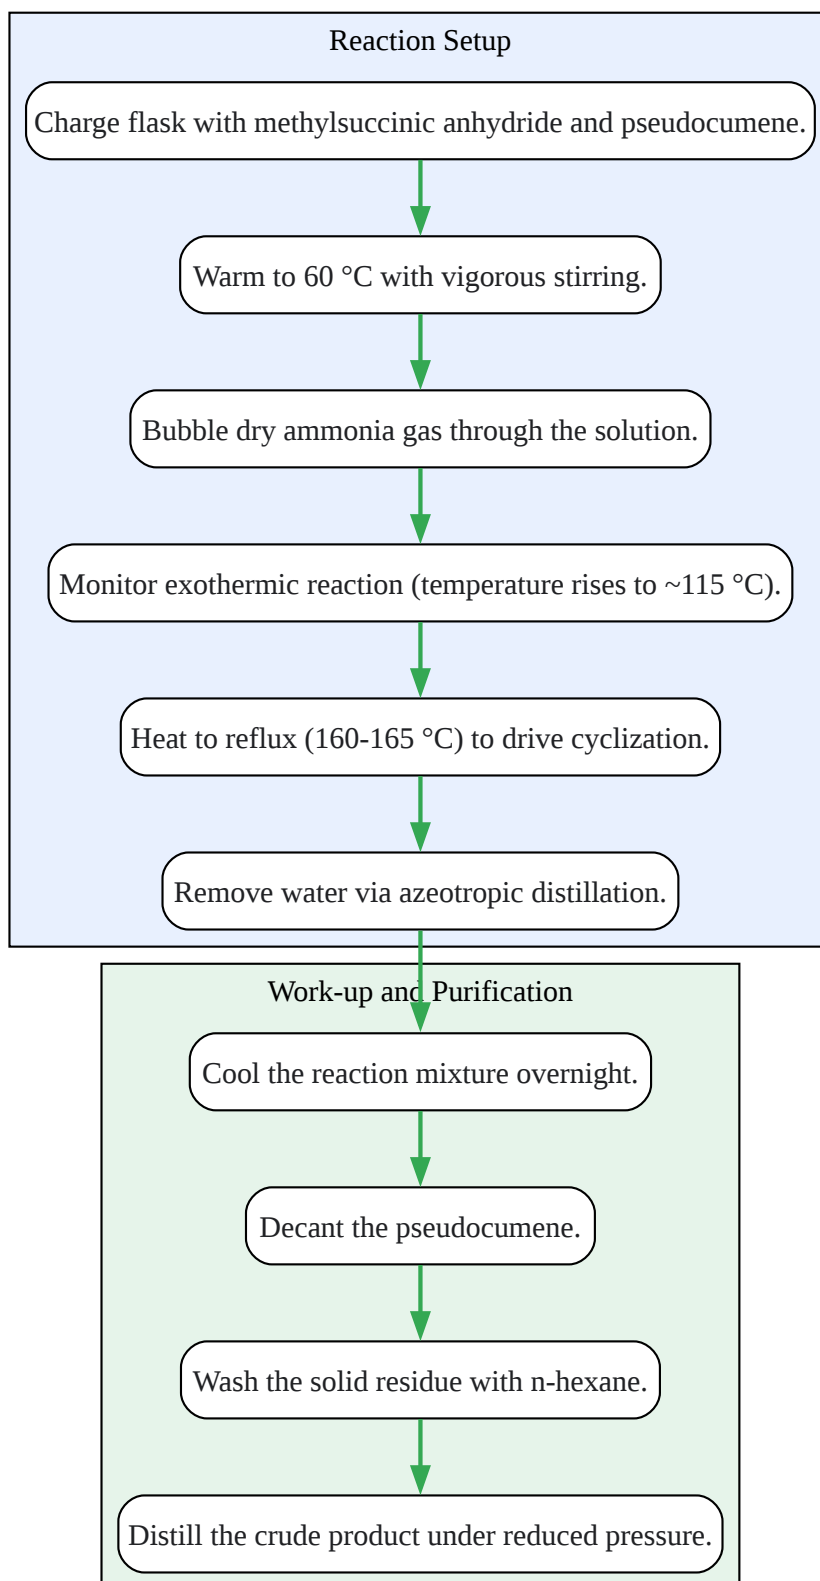 Reaction Setup
Charge flask with methylsuccinic anhydride and pseudocumene.
Warm to 60 °C with vigorous stirring.
Bubble dry ammonia gas through the solution.
Monitor exothermic reaction (temperature rises to ~115 °C).
Heat to reflux (160-165 °C) to drive cyclization.
Remove water via azeotropic distillation.
Work-up and Purification
Cool the reaction mixture overnight.
Decant the pseudocumene.
Wash the solid residue with n-hexane.
Distill the crude product under reduced pressure.